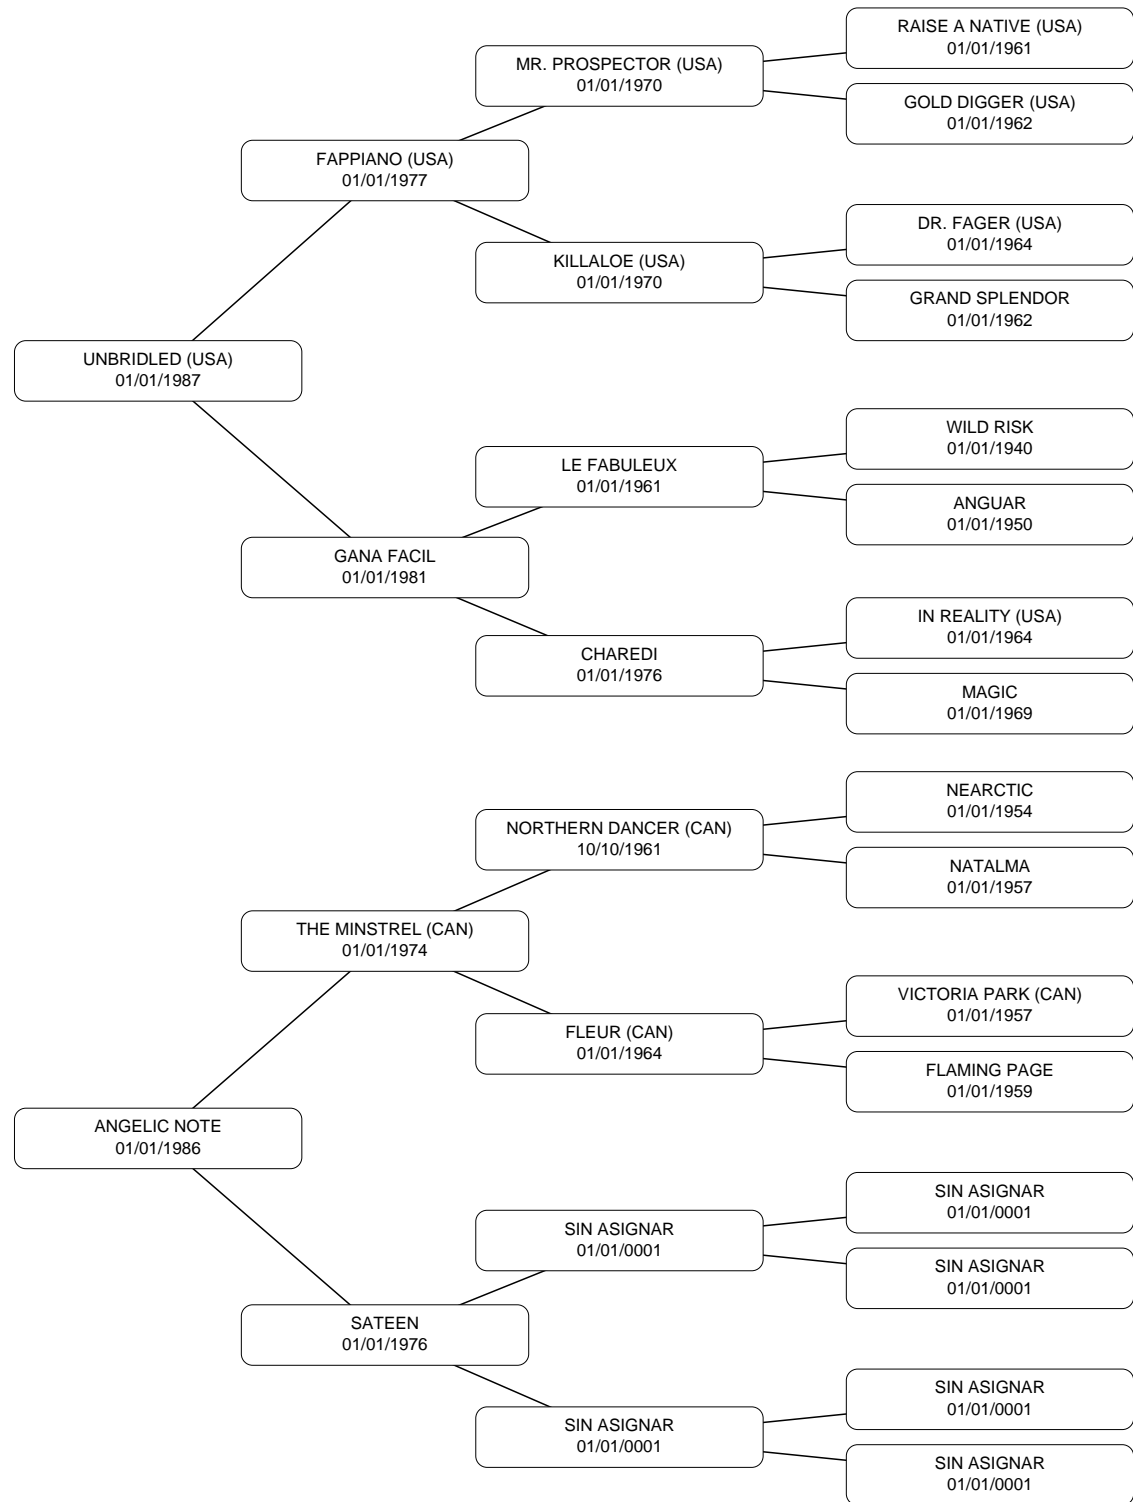 RAISE A NATIVE (USA)
01/01/1961
MR. PROSPECTOR (USA)
01/01/1970
GOLD DIGGER (USA)
01/01/1962
FAPPIANO (USA)
01/01/1977
DR. FAGER (USA)
01/01/1964
KILLALOE (USA)
01/01/1970
GRAND SPLENDOR
01/01/1962
UNBRIDLED (USA)
01/01/1987
WILD RISK
01/01/1940
LE FABULEUX
01/01/1961
ANGUAR
01/01/1950
GANA FACIL
01/01/1981
IN REALITY (USA)
01/01/1964
CHAREDI
01/01/1976
MAGIC
01/01/1969
NEARCTIC
01/01/1954
NORTHERN DANCER (CAN)
10/10/1961
NATALMA
01/01/1957
THE MINSTREL (CAN)
01/01/1974
VICTORIA PARK (CAN)
01/01/1957
FLEUR (CAN)
01/01/1964
FLAMING PAGE
01/01/1959
ANGELIC NOTE
01/01/1986
SIN ASIGNAR
01/01/0001
SIN ASIGNAR
01/01/0001
SIN ASIGNAR
01/01/0001
SATEEN
01/01/1976
SIN ASIGNAR
01/01/0001
SIN ASIGNAR
01/01/0001
SIN ASIGNAR
01/01/0001